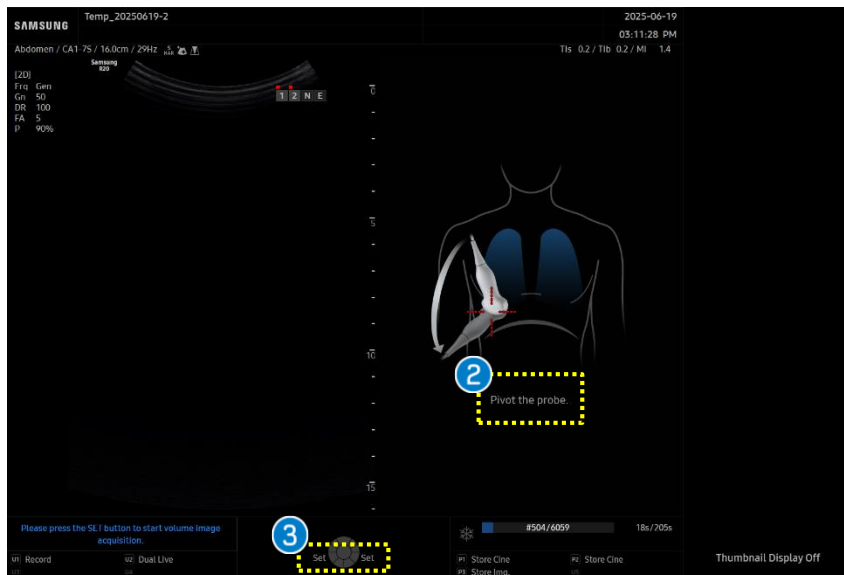 SAMSUNG
Temp_20250619-2
2025-06-19
03:11:28 PM
Abdomen / CA1-7S / 16.0cm / 29Hz
TIs 0.2 / TIb 0.2 / MI 1.4
Samsung
R20
[2D]
Frq Gen
Gn 50
DR 100
FA 5
P 90%
1 2 N E
0
5
10
15
2
Pivot the probe.
Please press the SET button to start volume image
acquisition.
3
Set Set
#504/6059 18s/205s
U1 Record U2 Dual Live
P1 Store Cine P2 Store Cine
P3 Store Img.
Thumbnail Display Off